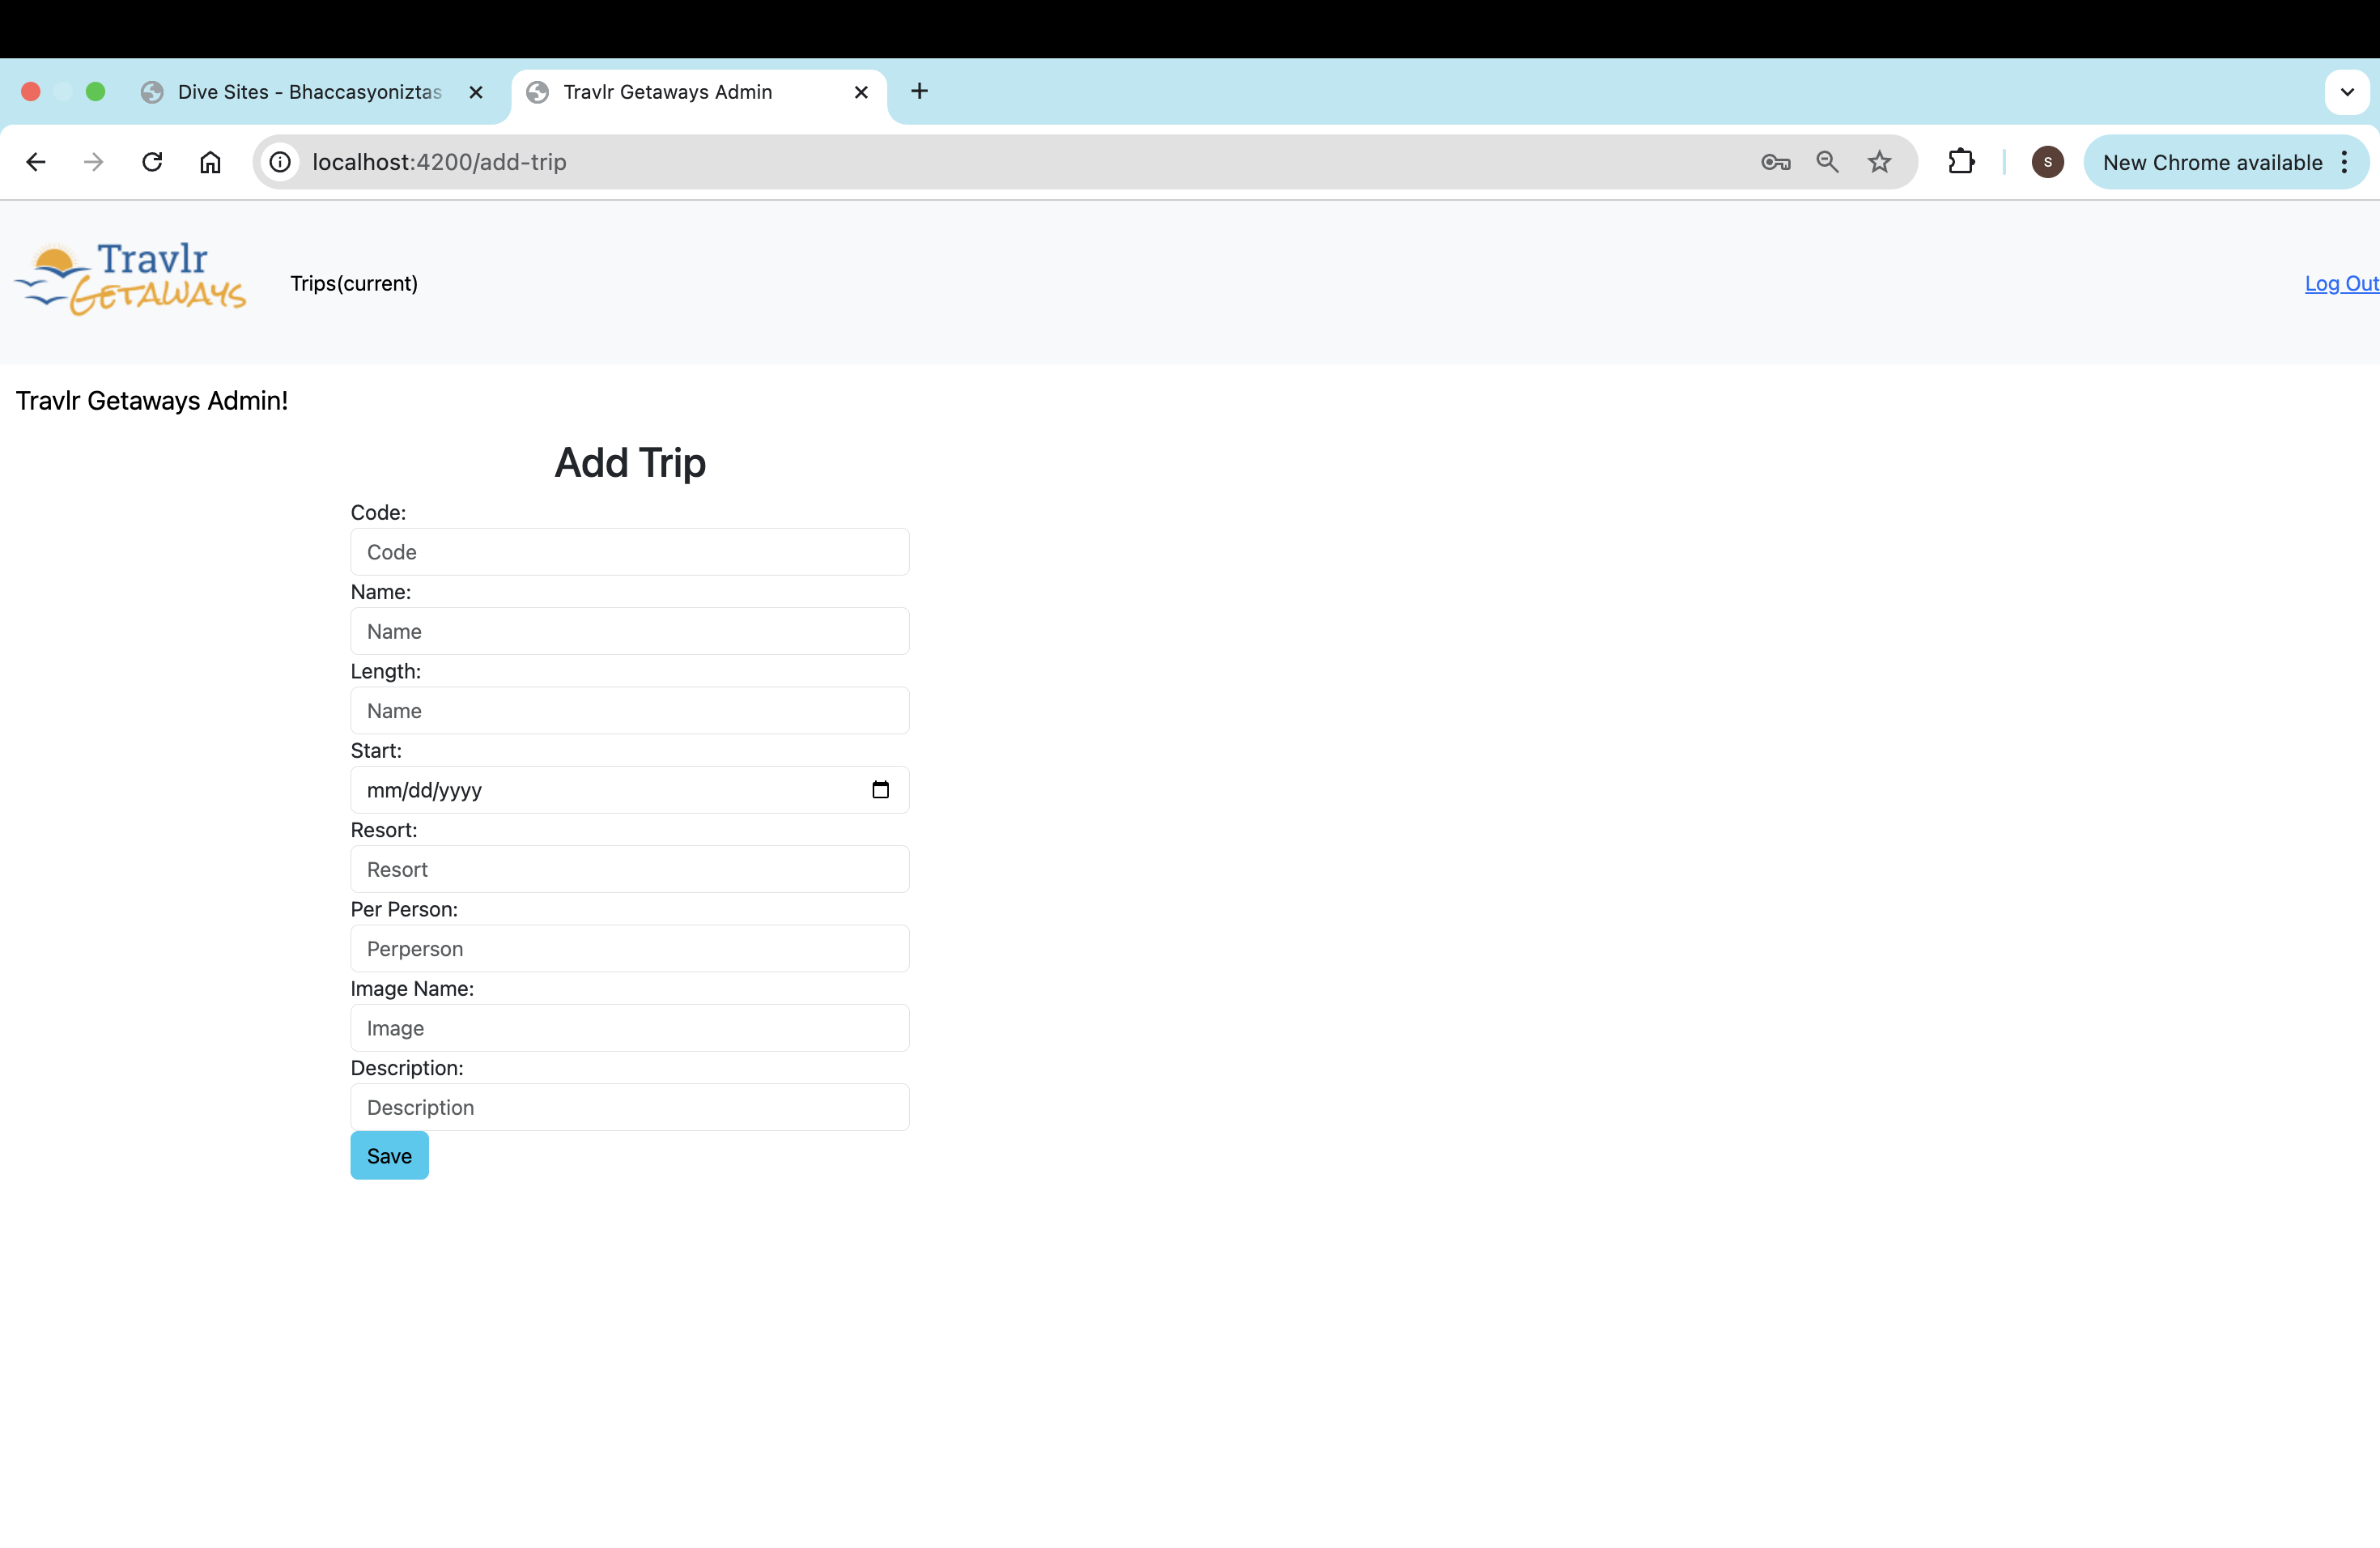 Dive Sites - Bhaccasyoniztas
Travlr Getaways Admin
localhost:4200/add-trip
S
New Chrome available
Travlr
GETAWAYS
Trips(current)
Log Out
Travlr Getaways Admin!
Add Trip
Code:
Code
Name:
Name
Length:
Name
Start:
mm/dd/yyyy
Resort:
Resort
Per Person:
Perperson
Image Name:
Image
Description:
Description
Save